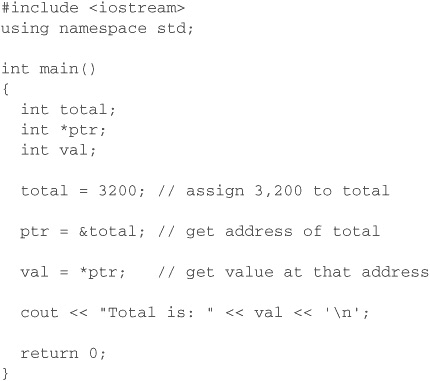 #include <iostream>
using namespace std;

int main()
{
  int total;
  int *ptr;
  int val;

  total = 3200; // assign 3,200 to total

  ptr = &total; // get address of total

  val = *ptr;   // get value at that address

  cout << "Total is: " << val << '\n';

  return 0;
}